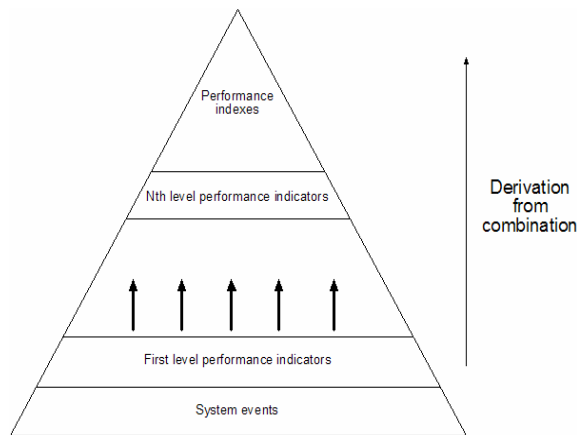 Performance
indexes
Nth level performance indicators
Derivation
from
combination
First level performance indicators
System events